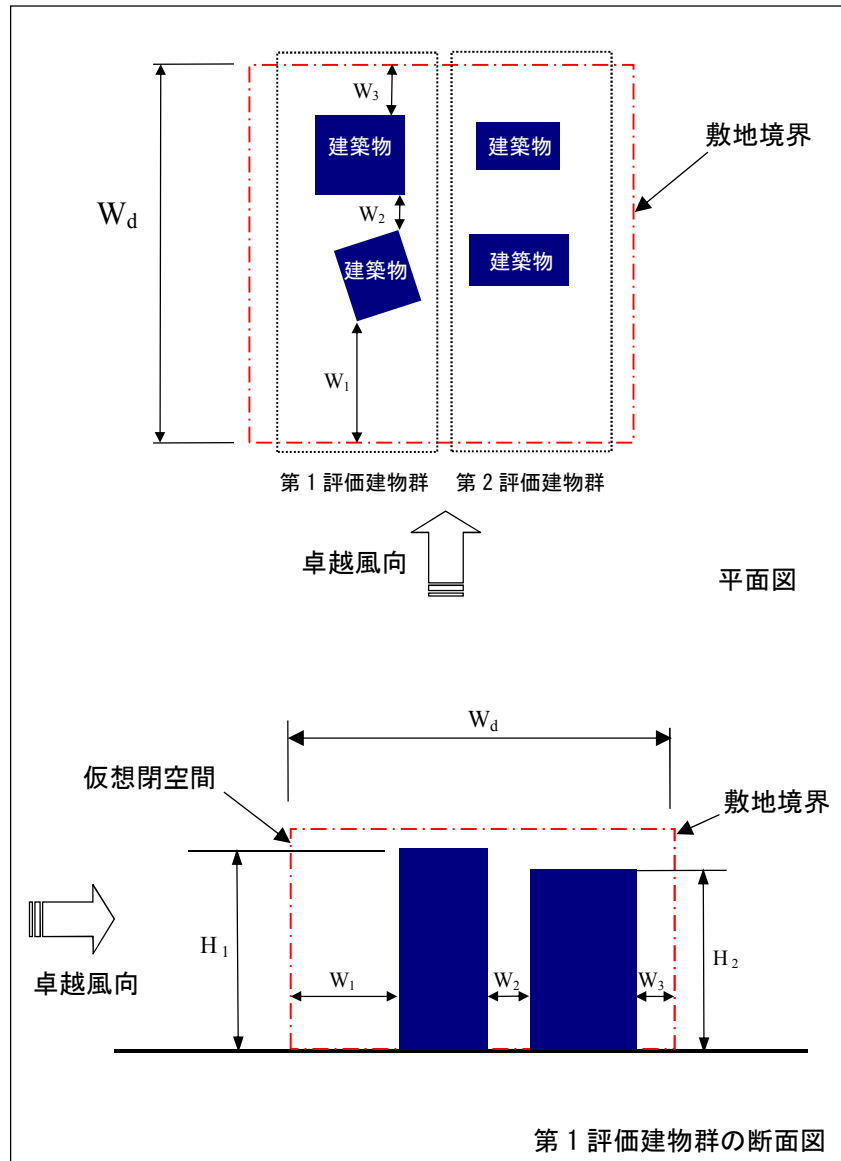 W3
建築物
建築物
敷地境界
Wd
W2
建築物
建築物
W1
第1評価建物群
第2評価建物群
卓越風向
平面図
Wd
仮想閉空間
敷地境界
H1
H2
W1
W2
W3
卓越風向
第1評価建物群の断面図